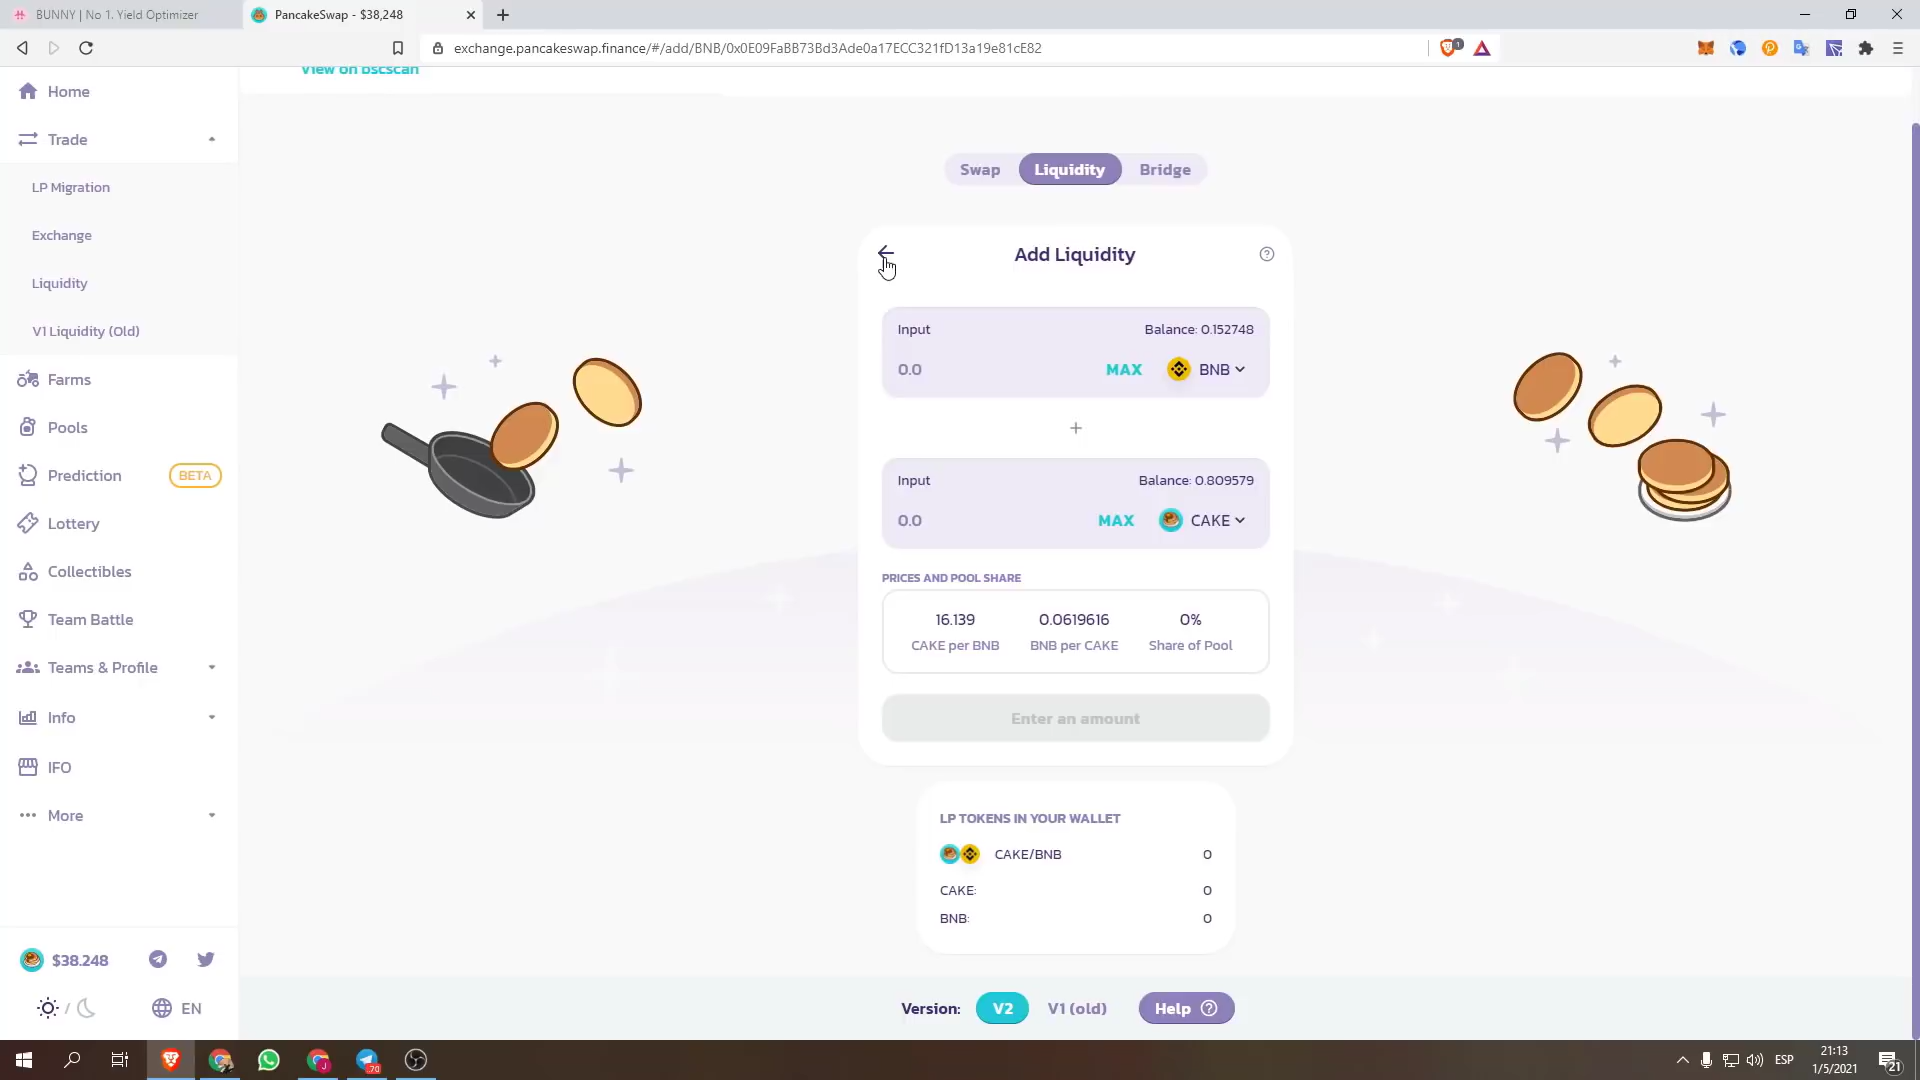 BUNNY | No 1. Yield Optimizer
PancakeSwap - $38,248
exchange.pancakeswap.finance/#/add/BNB/0x0E09FaBB73Bd3Ade0a17ECC321fD13a19e81cE82
1
View on bscscan
Home
Trade
LP Migration
Exchange
Liquidity
V1 Liquidity (Old)
Farms
Pools
Prediction BETA
Lottery
Collectibles
Team Battle
Teams & Profile
Info
IFO
More
$38.248
/
EN
Swap Liquidity Bridge
Add Liquidity
Input Balance: 0.152748
0.0 MAX BNB
+
Input Balance: 0.809579
0.0 MAX CAKE
PRICES AND POOL SHARE
16.139 0.0619616 0%
CAKE per BNB BNB per CAKE Share of Pool
Enter an amount
LP TOKENS IN YOUR WALLET
CAKE/BNB 0
CAKE: 0
BNB: 0
Version: V2 V1 (old) Help
70
ESP
21:13
1/5/2021
21